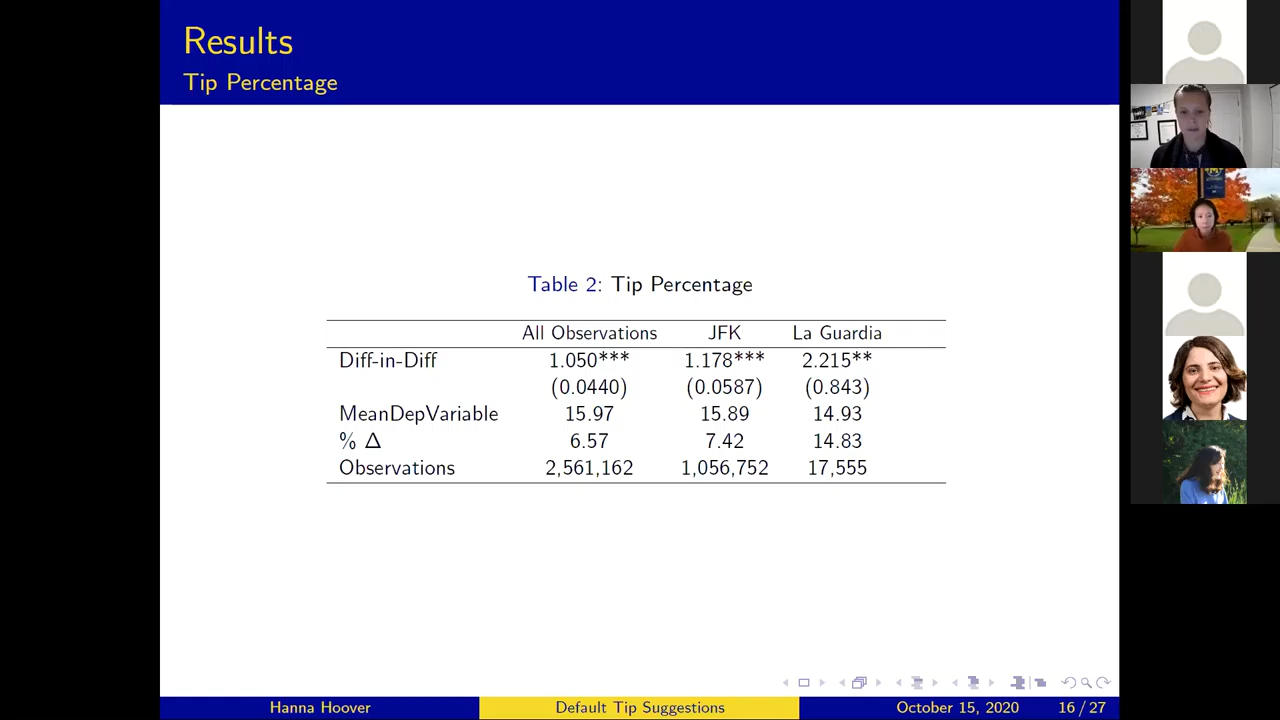 Results
Tip Percentage
Table 2: Tip Percentage
All Observations JFK La Guardia
Diff-in-Diff 1.050*** 1.178*** 2.215**
(0.0440) (0.0587) (0.843)
MeanDepVariable 15.97 15.89 14.93
% Δ 6.57 7.42 14.83
Observations 2,561,162 1,056,752 17,555
Hanna Hoover Default Tip Suggestions October 15, 2020 16 / 27